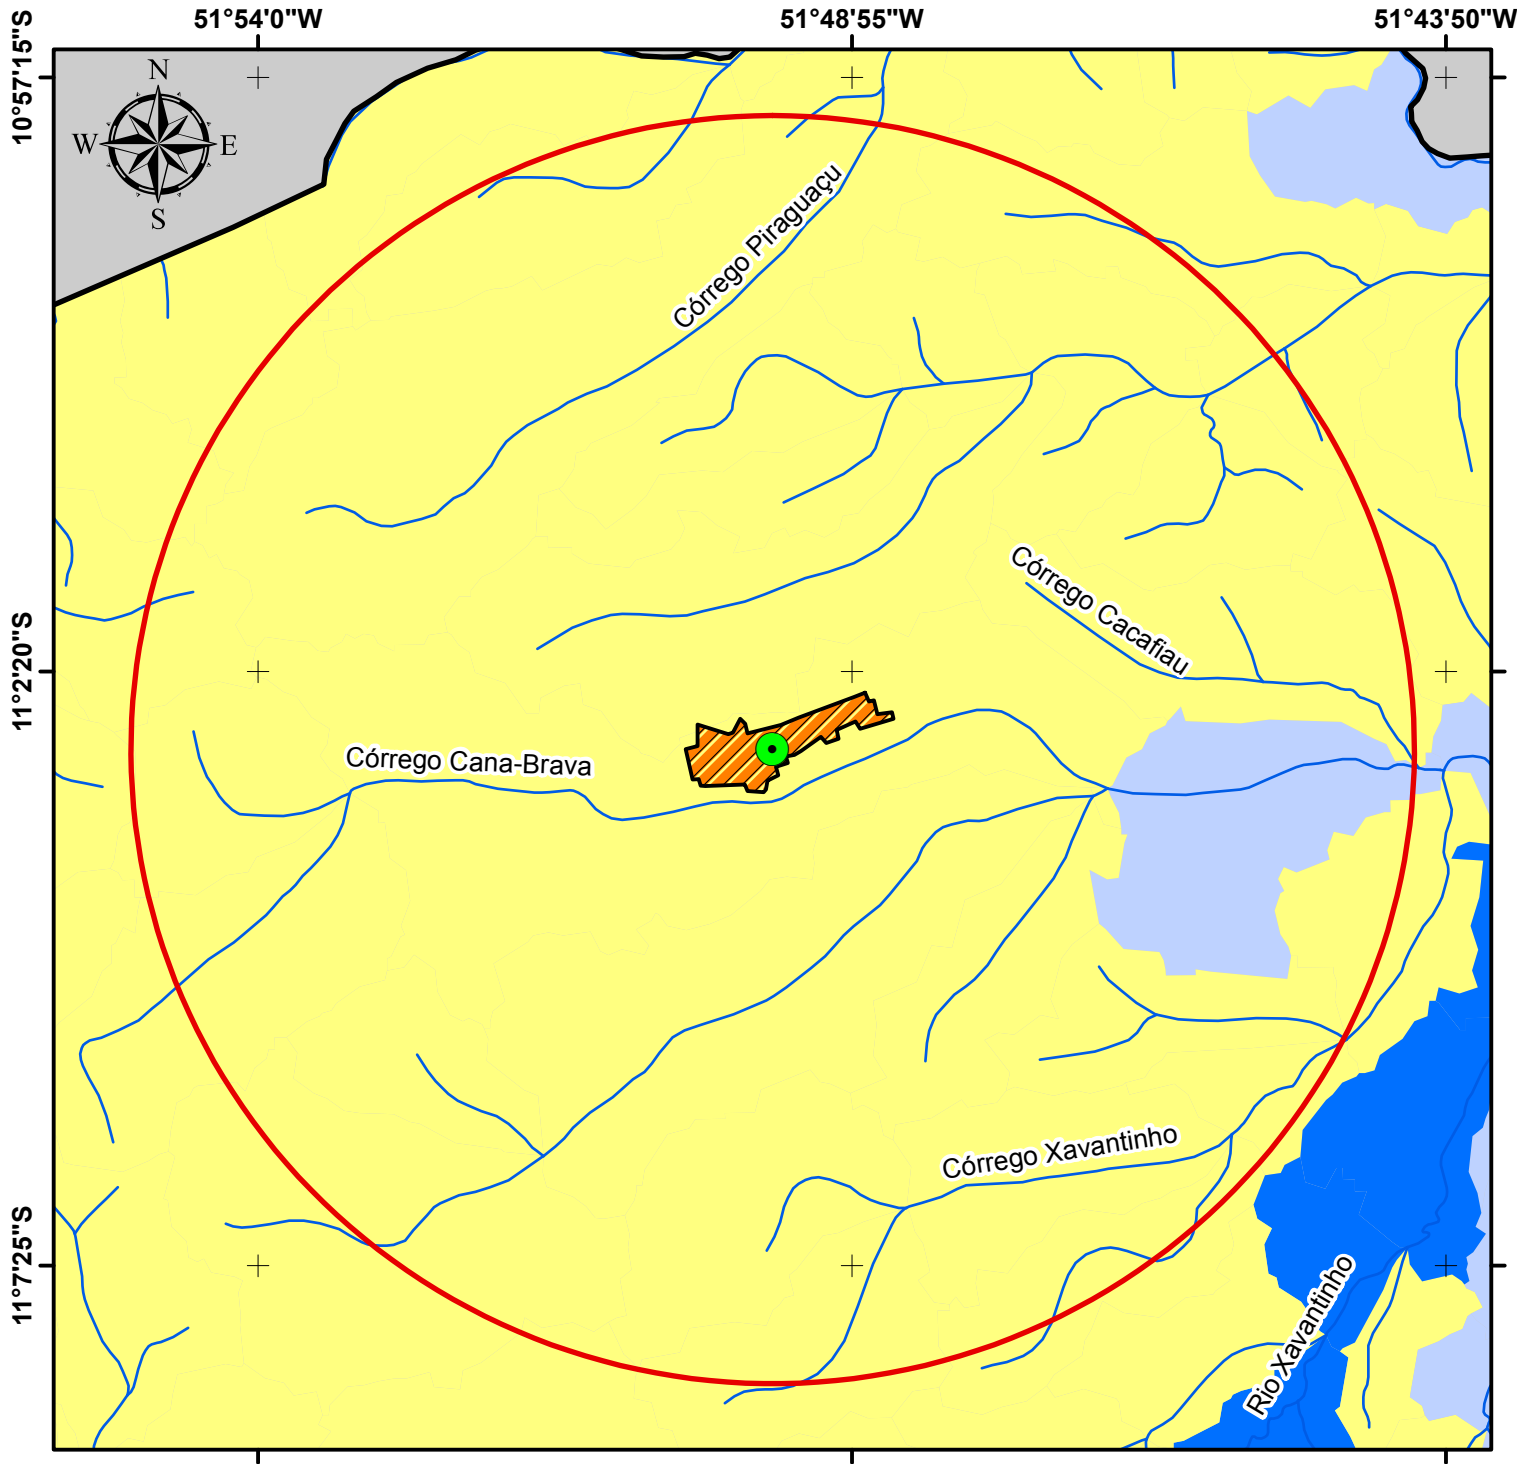 51°54'0"W
51°48'55"W
51°43'50"W
10°57'15"S
N
W
E
S
Córrego Piraguaçu
Córrego Cacafiau
11°2'20"S
Córrego Cana-Brava
Córrego Xavantinho
11°7'25"S
Rio Xavantinho